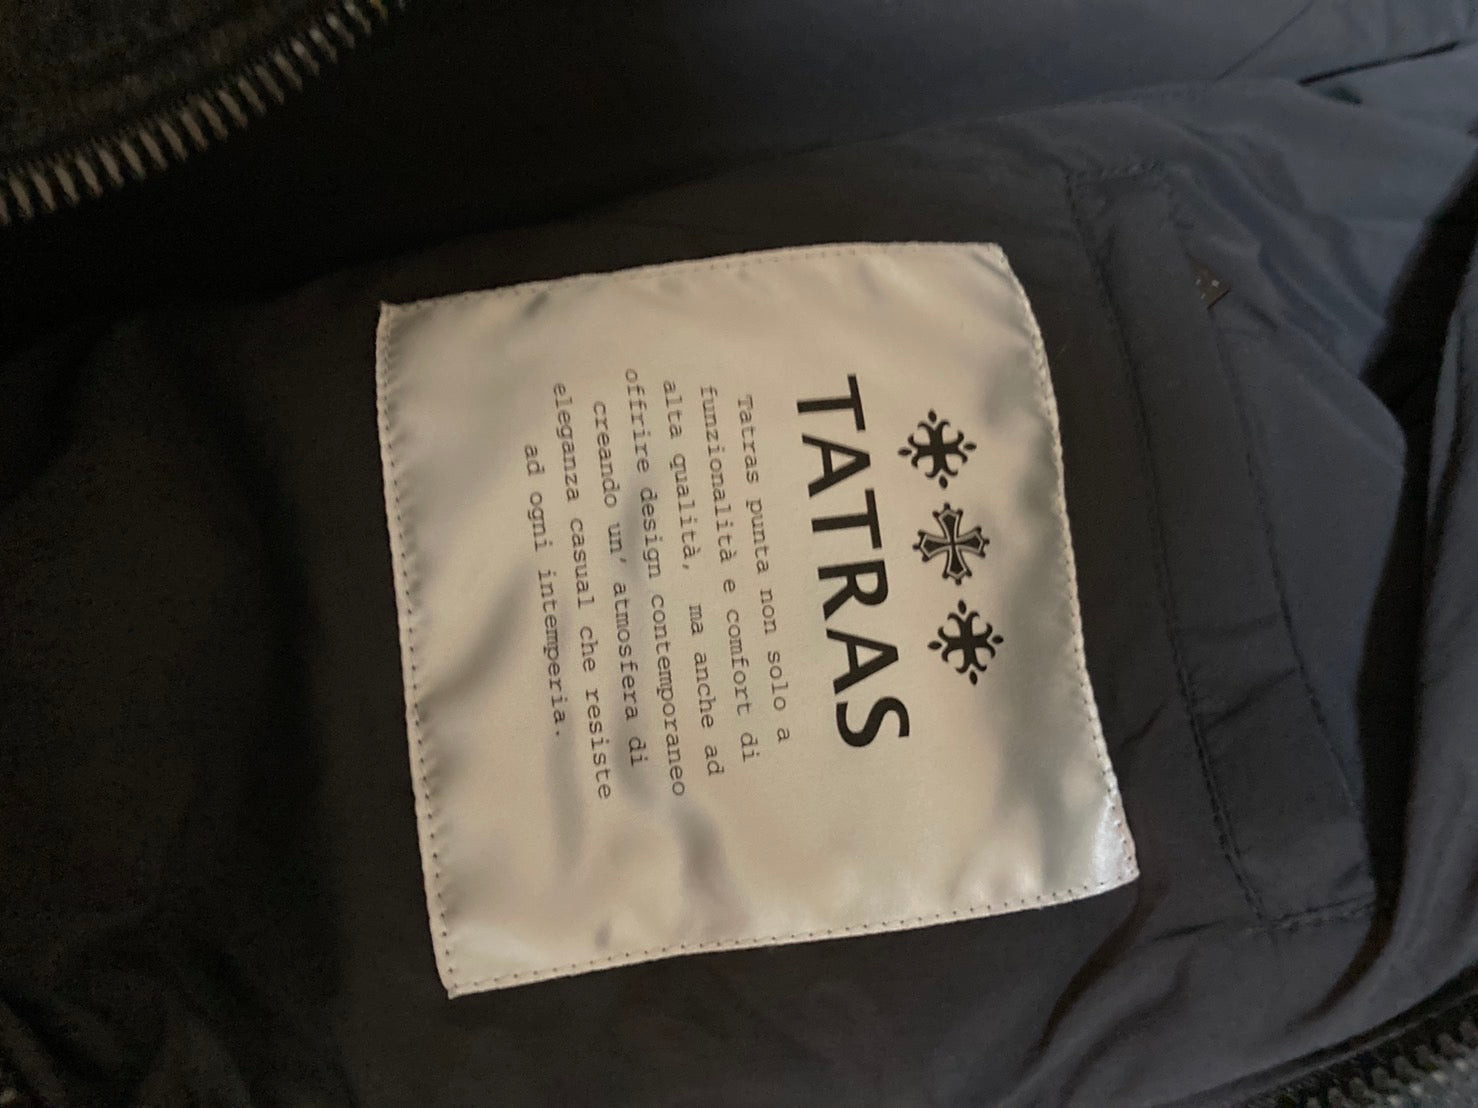 TATRAS
Tatras punta non solo a
funzionalità e comfort di
alta qualità, ma anche ad
offrire design contemporaneo
creando un' atmosfera di
eleganza casual che resiste
ad ogni intemperia.